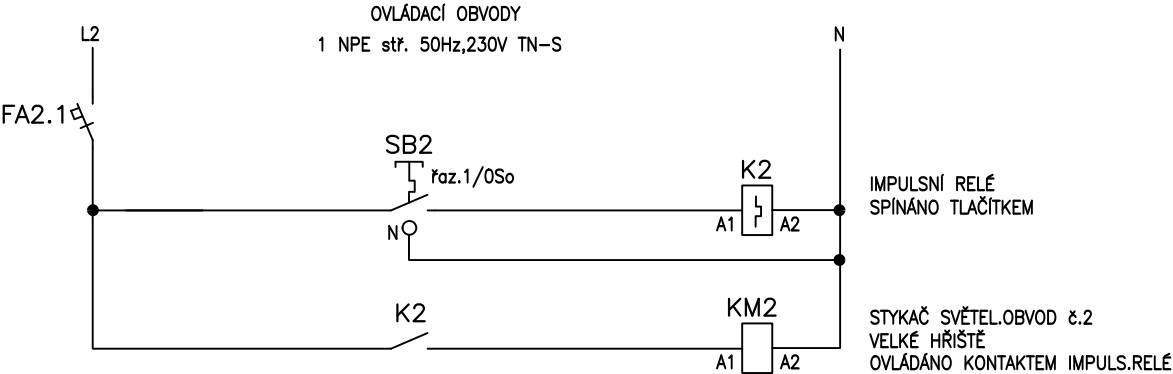 OVLÁDACÍ OBVODY
1 NPE stř. 50Hz,230V TN-S
L2
N
FA2.1
SB2
řaz.1/0So
K2
A1
A2
IMPULSNÍ RELÉ
SPÍNÁNO TLAČÍTKEM
N
K2
KM2
A1
A2
STYKAČ SVĚTEL.OBVOD č.2
VELKÉ HŘIŠTĚ
OVLÁDÁNO KONTAKTEM IMPULS.RELÉ